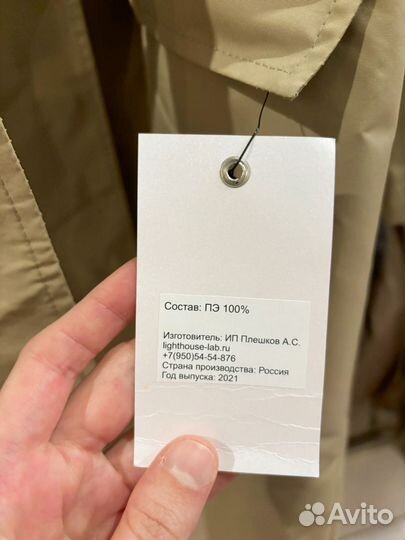 Состав: ПЭ 100%
Изготовитель: ИП Плешков А.С.
lighthouse-lab.ru
+7(950)54-54-876
Страна производства: Россия
Год выпуска: 2021
Avito